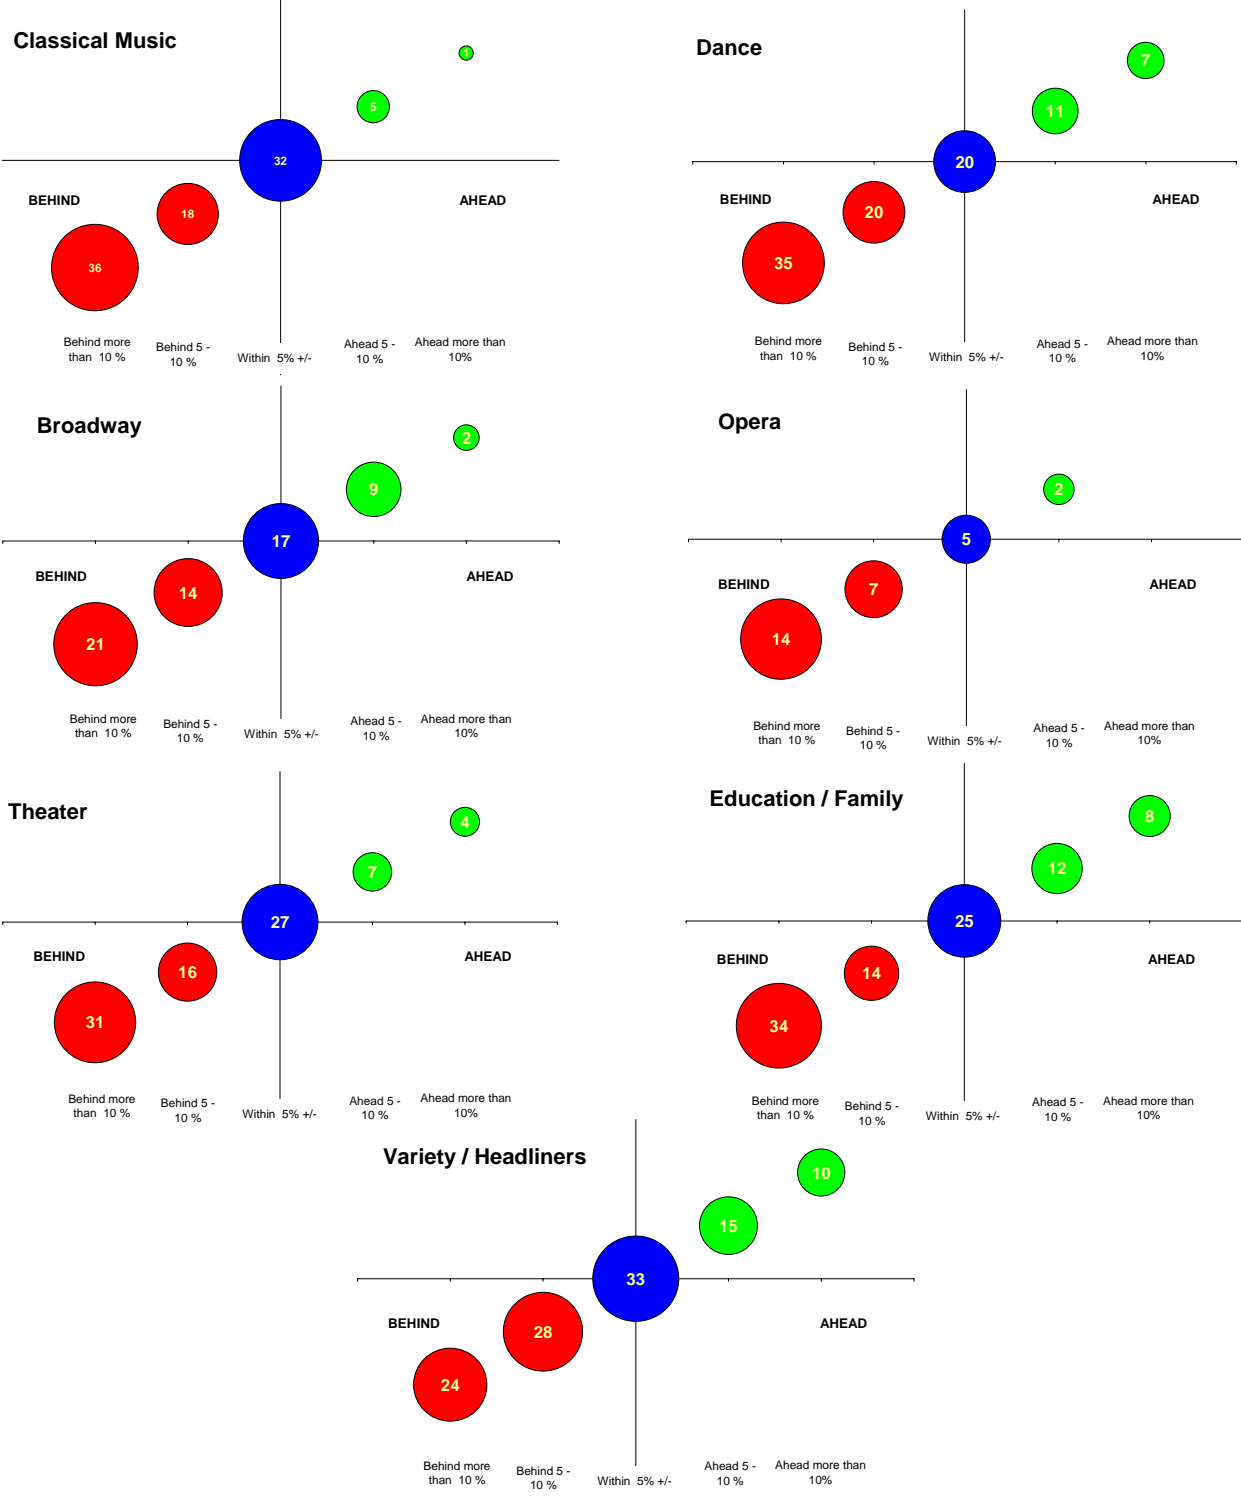 Classical Music
1
5
32
BEHIND
AHEAD
18
36
Behind more
than 10 %
Behind 5 -
10 %
Within 5% +/-
Ahead 5 -
10 %
Ahead more than
10%
Dance
7
11
20
BEHIND
AHEAD
20
35
Behind more
than 10 %
Behind 5 -
10 %
Within 5% +/-
Ahead 5 -
10 %
Ahead more than
10%
Broadway
2
9
17
BEHIND
AHEAD
14
21
Behind more
than 10 %
Behind 5 -
10 %
Within 5% +/-
Ahead 5 -
10 %
Ahead more than
10%
Opera
2
5
BEHIND
AHEAD
7
14
Behind more
than 10 %
Behind 5 -
10 %
Within 5% +/-
Ahead 5 -
10 %
Ahead more than
10%
Theater
4
7
27
BEHIND
AHEAD
16
31
Behind more
than 10 %
Behind 5 -
10 %
Within 5% +/-
Ahead 5 -
10 %
Ahead more than
10%
Education / Family
8
12
25
BEHIND
AHEAD
14
34
Behind more
than 10 %
Behind 5 -
10 %
Within 5% +/-
Ahead 5 -
10 %
Ahead more than
10%
Variety / Headliners
10
15
33
BEHIND
AHEAD
28
24
Behind more
than 10 %
Behind 5 -
10 %
Within 5% +/-
Ahead 5 -
10 %
Ahead more than
10%